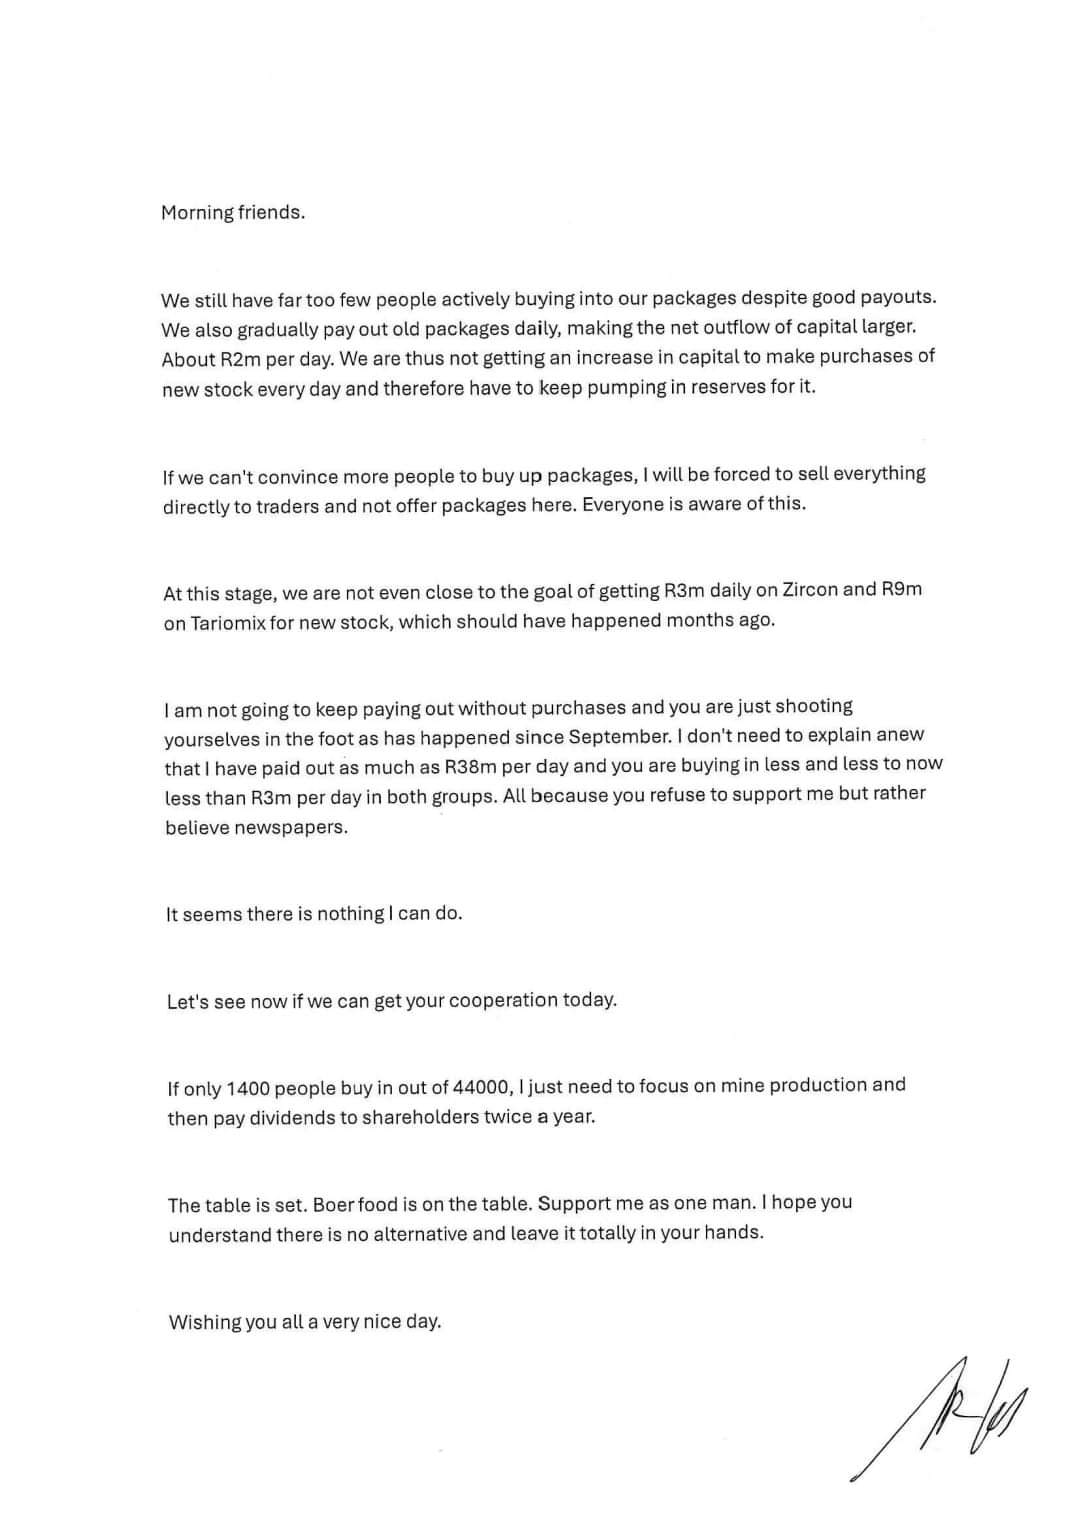 Morning friends.
We still have far too few people actively buying into our packages despite good payouts.
We also gradually pay out old packages daily, making the net outflow of capital larger.
About R2m per day. We are thus not getting an increase in capital to make purchases of
new stock every day and therefore have to keep pumping in reserves for it.
If we can't convince more people to buy up packages, I will be forced to sell everything
directly to traders and not offer packages here. Everyone is aware of this.
At this stage, we are not even close to the goal of getting R3m daily on Zircon and R9m
on Tariomix for new stock, which should have happened months ago.
I am not going to keep paying out without purchases and you are just shooting
yourselves in the foot as has happened since September. I don't need to explain anew
that I have paid out as much as R38m per day and you are buying in less and less to now
less than R3m per day in both groups. All because you refuse to support me but rather
believe newspapers.
It seems there is nothing I can do.
Let's see now if we can get your cooperation today.
If only 1400 people buy in out of 44000, I just need to focus on mine production and
then pay dividends to shareholders twice a year.
The table is set. Boer food is on the table. Support me as one man. I hope you
understand there is no alternative and leave it totally in your hands.
Wishing you all a very nice day.